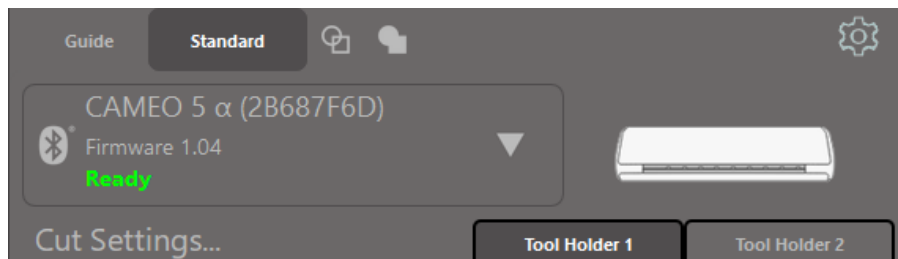 Guide Standard
CAMEO 5 α (2B687F6D)
Firmware 1.04
Ready
Cut Settings...
Tool Holder 1 Tool Holder 2